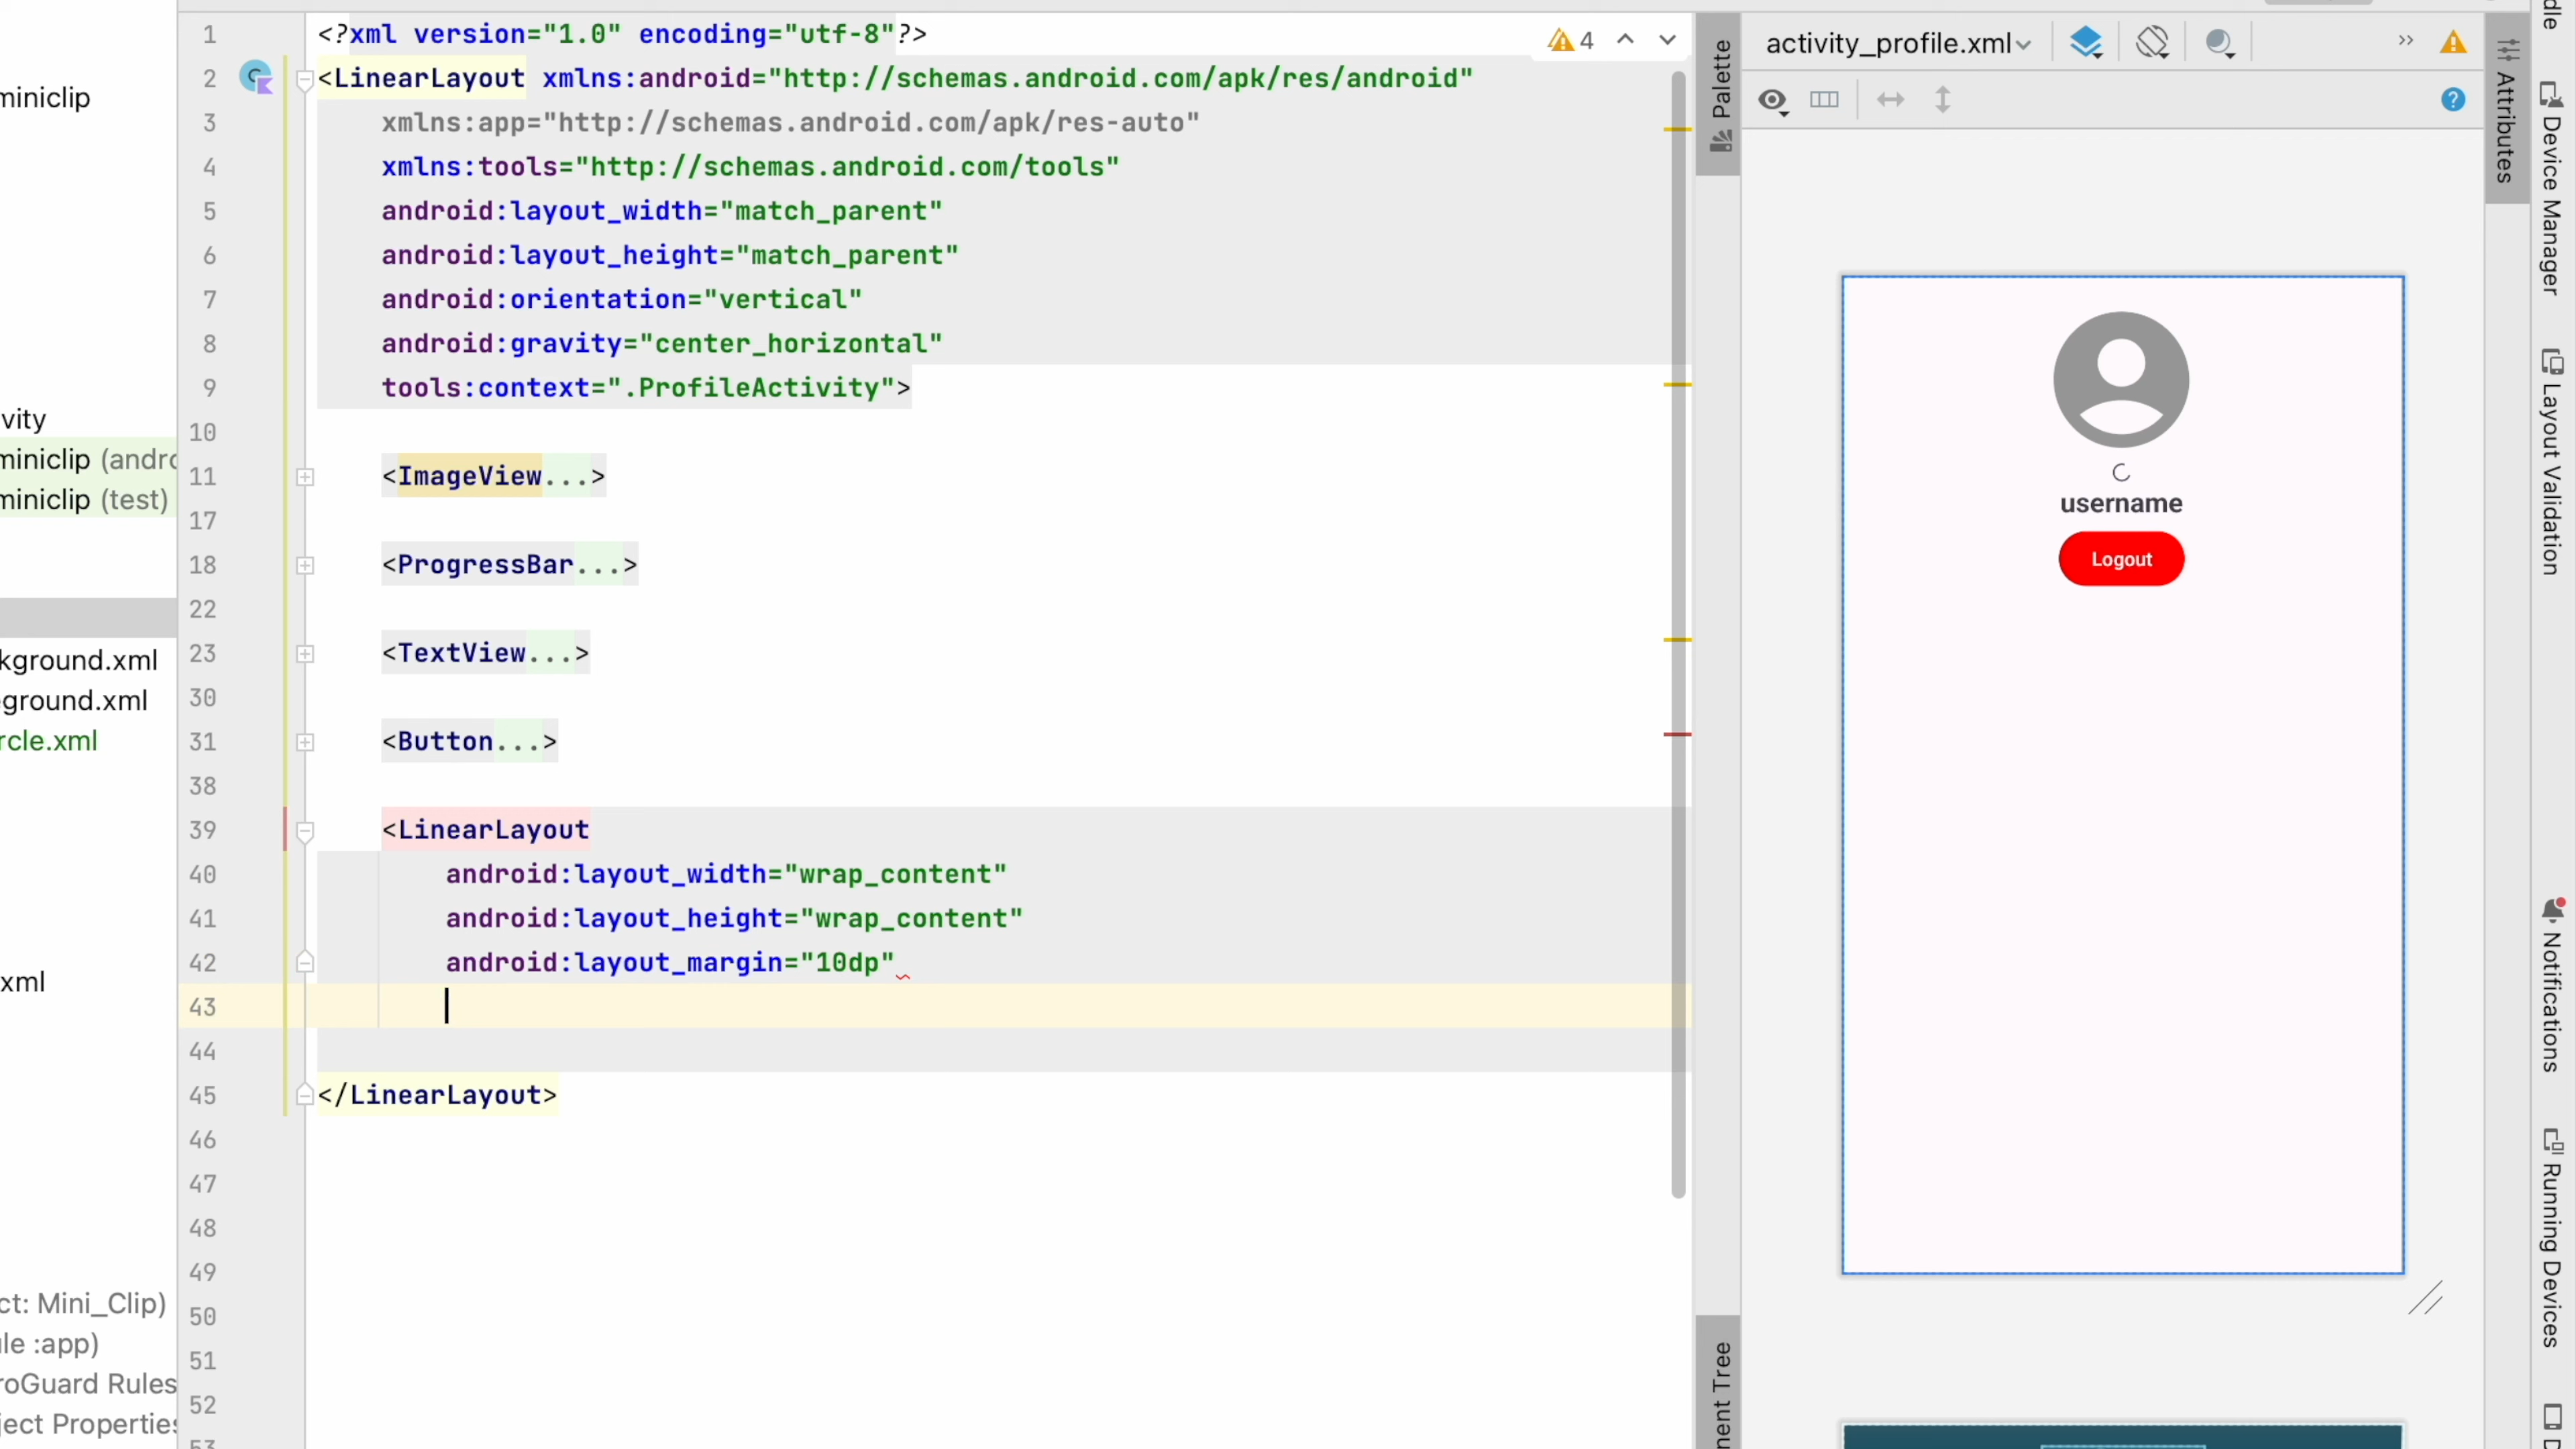 miniclip
vity
miniclip (andro
miniclip (test)
kground.xml
ground.xml
rcle.xml
xml
ct: Mini_Clip)
le :app)
roGuard Rules
ject Properties
1 <?xml version="1.0" encoding="utf-8"?>
2 <LinearLayout xmlns:android="http://schemas.android.com/apk/res/android"
3 xmlns:app="http://schemas.android.com/apk/res-auto"
4 xmlns:tools="http://schemas.android.com/tools"
5 android:layout_width="match_parent"
6 android:layout_height="match_parent"
7 android:orientation="vertical"
8 android:gravity="center_horizontal"
9 tools:context=".ProfileActivity">
10
11 <ImageView...>
17
18 <ProgressBar...>
22
23 <TextView...>
30
31 <Button...>
38
39 <LinearLayout
40 android:layout_width="wrap_content"
41 android:layout_height="wrap_content"
42 android:layout_margin="10dp"
43
44
45 </LinearLayout>
46
47
48
49
50
51
52
53
4
Palette
nent Tree
activity_profile.xml
username
Logout
Attributes
dle
Device Manager
Layout Validation
Notifications
Running Devices